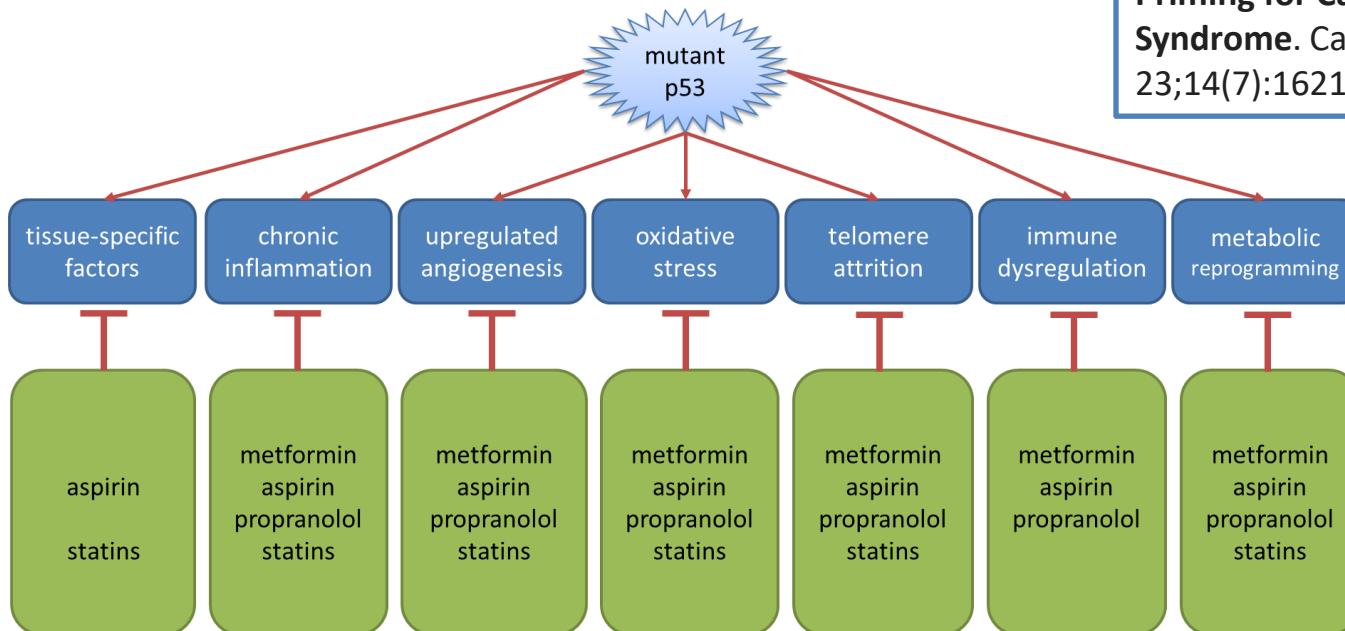 Syndrome. Ca
23;14(7):1621
mutant
p53
tissue-specific
factors
chronic
inflammation
upregulated
angiogenesis
oxidative
stress
telomere
attrition
immune
dysregulation
metabolic
reprogramming
aspirin
statins
metformin
aspirin
propranolol
statins
metformin
aspirin
propranolol
statins
metformin
aspirin
propranolol
statins
metformin
aspirin
propranolol
statins
metformin
aspirin
propranolol
metformin
aspirin
propranolol
statins